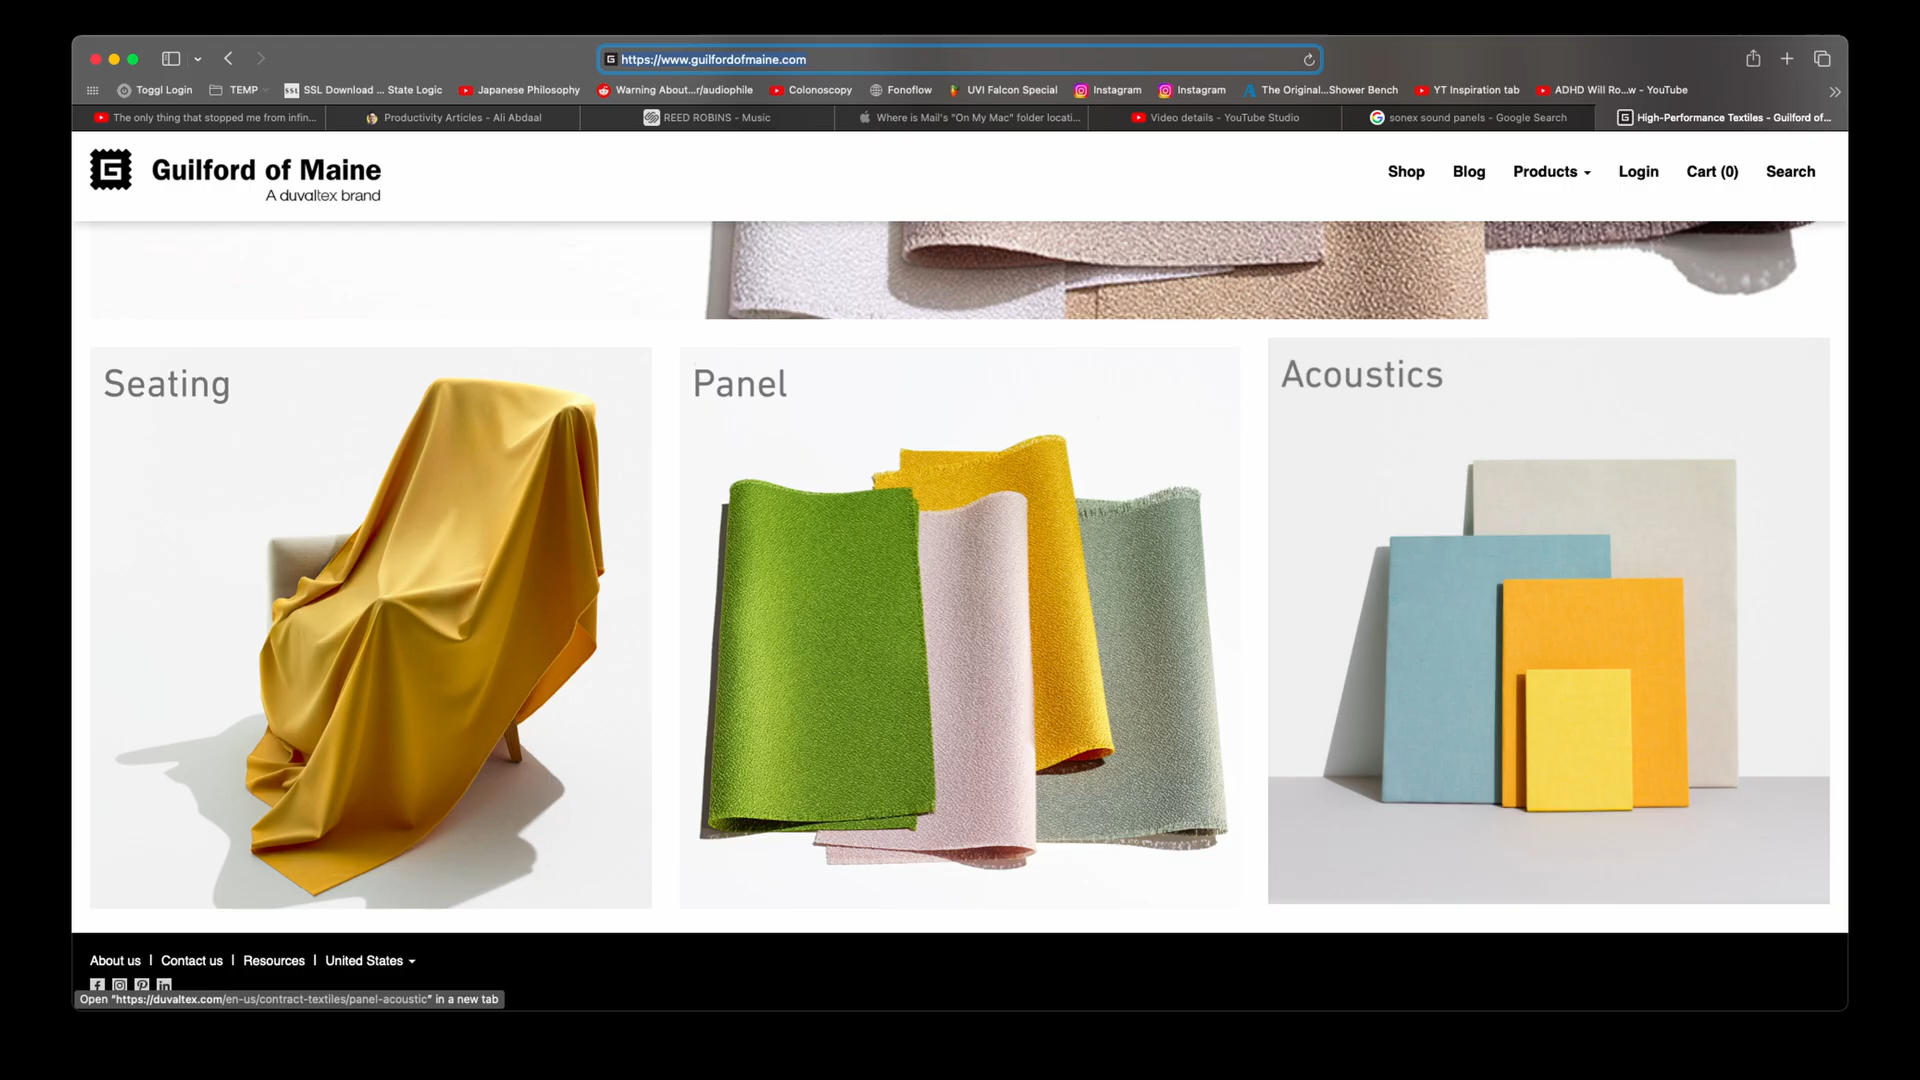 https://www.guilfordofmaine.com
Toggl Login
TEMP
SSL Download ... State Logic
Japanese Philosophy
Warning About...r/audiophile
Colonoscopy
Fonoflow
UVI Falcon Special
Instagram
Instagram
The Original...Shower Bench
YT Inspiration tab
ADHD Will Ro...w - YouTube
The only thing that stopped me from infin...
Productivity Articles - Ali Abdaal
REED ROBINS - Music
Where is Mail's "On My Mac" folder locati...
Video details - YouTube Studio
sonex sound panels - Google Search
High-Performance Textiles - Guilford of...
Guilford of Maine
A duvaltex brand
Shop
Blog
Products
Login
Cart (0)
Search
Seating
Panel
Acoustics
About us | Contact us | Resources | United States
Open "https://duvaltex.com/en-us/contract-textiles/panel-acoustic" in a new tab